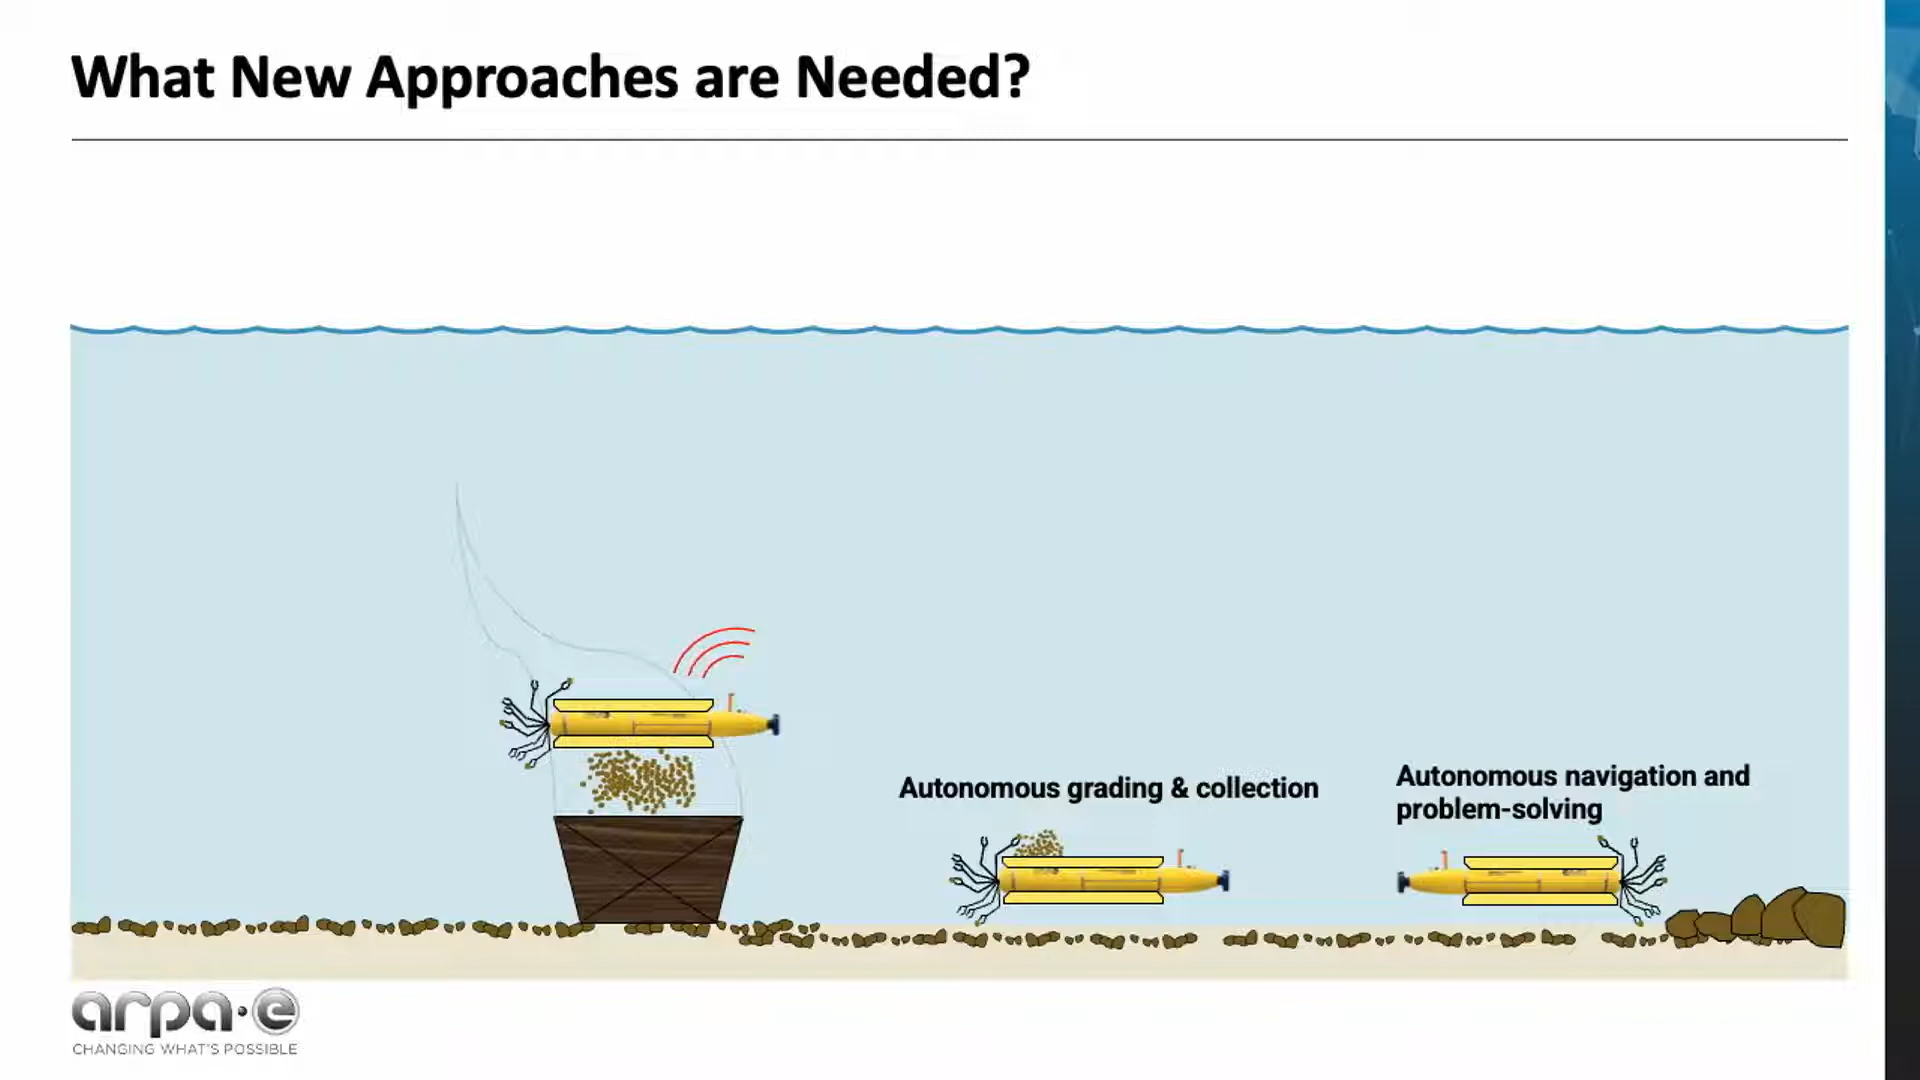 What New Approaches are Needed?
Autonomous grading & collection
Autonomous navigation and
problem-solving
arpa·e
CHANGING WHAT'S POSSIBLE